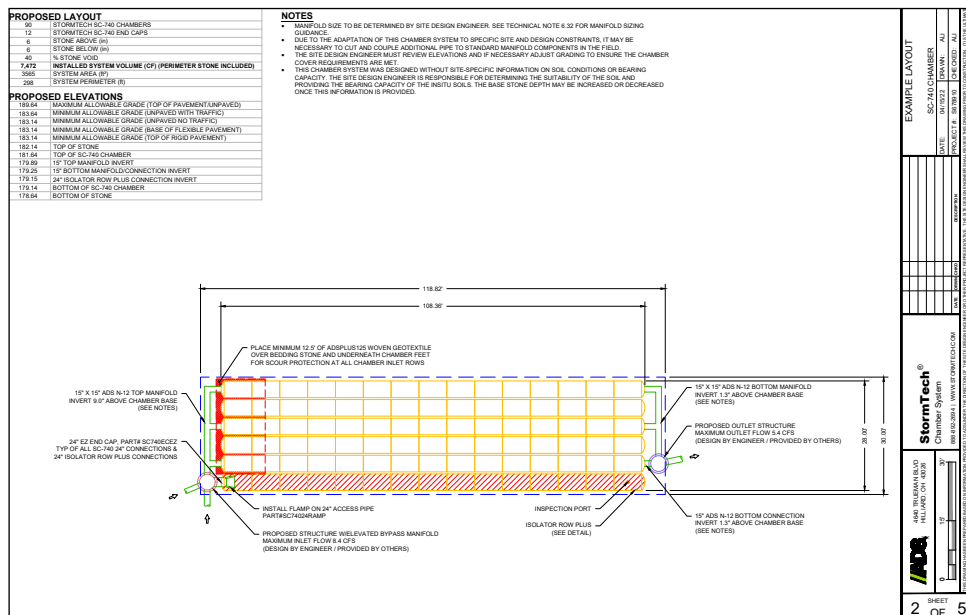 PROPOSED LAYOUT
90 STORMTECH SC-740 CHAMBERS
12 STORMTECH SC-740 END CAPS
6 STONE ABOVE (in)
6 STONE BELOW (in)
40 % STONE VOID
7,472 INSTALLED SYSTEM VOLUME (CF) (PERIMETER STONE INCLUDED)
3565 SYSTEM AREA (ft²)
298 SYSTEM PERIMETER (ft)
PROPOSED ELEVATIONS
189.64 MAXIMUM ALLOWABLE GRADE (TOP OF PAVEMENT/UNPAVED)
183.64 MINIMUM ALLOWABLE GRADE (UNPAVED WITH TRAFFIC)
183.14 MINIMUM ALLOWABLE GRADE (UNPAVED NO TRAFFIC)
183.14 MINIMUM ALLOWABLE GRADE (BASE OF FLEXIBLE PAVEMENT)
183.14 MINIMUM ALLOWABLE GRADE (TOP OF RIGID PAVEMENT)
182.14 TOP OF STONE
181.64 TOP OF SC-740 CHAMBER
179.89 15" TOP MANIFOLD INVERT
179.25 15" BOTTOM MANIFOLD/CONNECTION INVERT
179.15 24" ISOLATOR ROW PLUS CONNECTION INVERT
179.14 BOTTOM OF SC-740 CHAMBER
178.64 BOTTOM OF STONE
NOTES
• MANIFOLD SIZE TO BE DETERMINED BY SITE DESIGN ENGINEER. SEE TECHNICAL NOTE 6.32 FOR MANIFOLD SIZING
GUIDANCE.
• DUE TO THE ADAPTATION OF THIS CHAMBER SYSTEM TO SPECIFIC SITE AND DESIGN CONSTRAINTS, IT MAY BE
NECESSARY TO CUT AND COUPLE ADDITIONAL PIPE TO STANDARD MANIFOLD COMPONENTS IN THE FIELD.
• THE SITE DESIGN ENGINEER MUST REVIEW ELEVATIONS AND IF NECESSARY ADJUST GRADING TO ENSURE THE CHAMBER
COVER REQUIREMENTS ARE MET.
• THIS CHAMBER SYSTEM WAS DESIGNED WITHOUT SITE-SPECIFIC INFORMATION ON SOIL CONDITIONS OR BEARING
CAPACITY. THE SITE DESIGN ENGINEER IS RESPONSIBLE FOR DETERMINING THE SUITABILITY OF THE SOIL AND
PROVIDING THE BEARING CAPACITY OF THE INSITU SOILS. THE BASE STONE DEPTH MAY BE INCREASED OR DECREASED
ONCE THIS INFORMATION IS PROVIDED.
118.82'
108.36'
PLACE MINIMUM 12.5' OF ADSPLUS125 WOVEN GEOTEXTILE
OVER BEDDING STONE AND UNDERNEATH CHAMBER FEET
FOR SCOUR PROTECTION AT ALL CHAMBER INLET ROWS
15" X 15" ADS N-12 TOP MANIFOLD
INVERT 9.0" ABOVE CHAMBER BASE
(SEE NOTES)
24" EZ END CAP, PART# SC740ECEZ
TYP OF ALL SC-740 24" CONNECTIONS &
24" ISOLATOR ROW PLUS CONNECTIONS
INSTALL FLAMP ON 24" ACCESS PIPE
PART#SC74024RAMP
PROPOSED STRUCTURE W/ELEVATED BYPASS MANIFOLD
MAXIMUM INLET FLOW 8.4 CFS
(DESIGN BY ENGINEER / PROVIDED BY OTHERS)
INSPECTION PORT
ISOLATOR ROW PLUS
(SEE DETAIL)
15" X 15" ADS N-12 BOTTOM MANIFOLD
INVERT 1.3" ABOVE CHAMBER BASE
(SEE NOTES)
PROPOSED OUTLET STRUCTURE
MAXIMUM OUTLET FLOW 5.4 CFS
(DESIGN BY ENGINEER / PROVIDED BY OTHERS)
15" ADS N-12 BOTTOM CONNECTION
INVERT 1.3" ABOVE CHAMBER BASE
(SEE NOTES)
28.00'
30.00'
EXAMPLE LAYOUT
SC-740 CHAMBER
DATE: 04/15/22 DRAWN: ALI
PROJECT #: CHECKED: ALI
DATE
DESCRIPTION
StormTech®
Chamber System
888-892-2694 | WWW.STORMTECH.COM
4640 TRUEMAN BLVD
HILLIARD, OH 43026
0 15' 30'
ADS
SHEET
2 OF 5